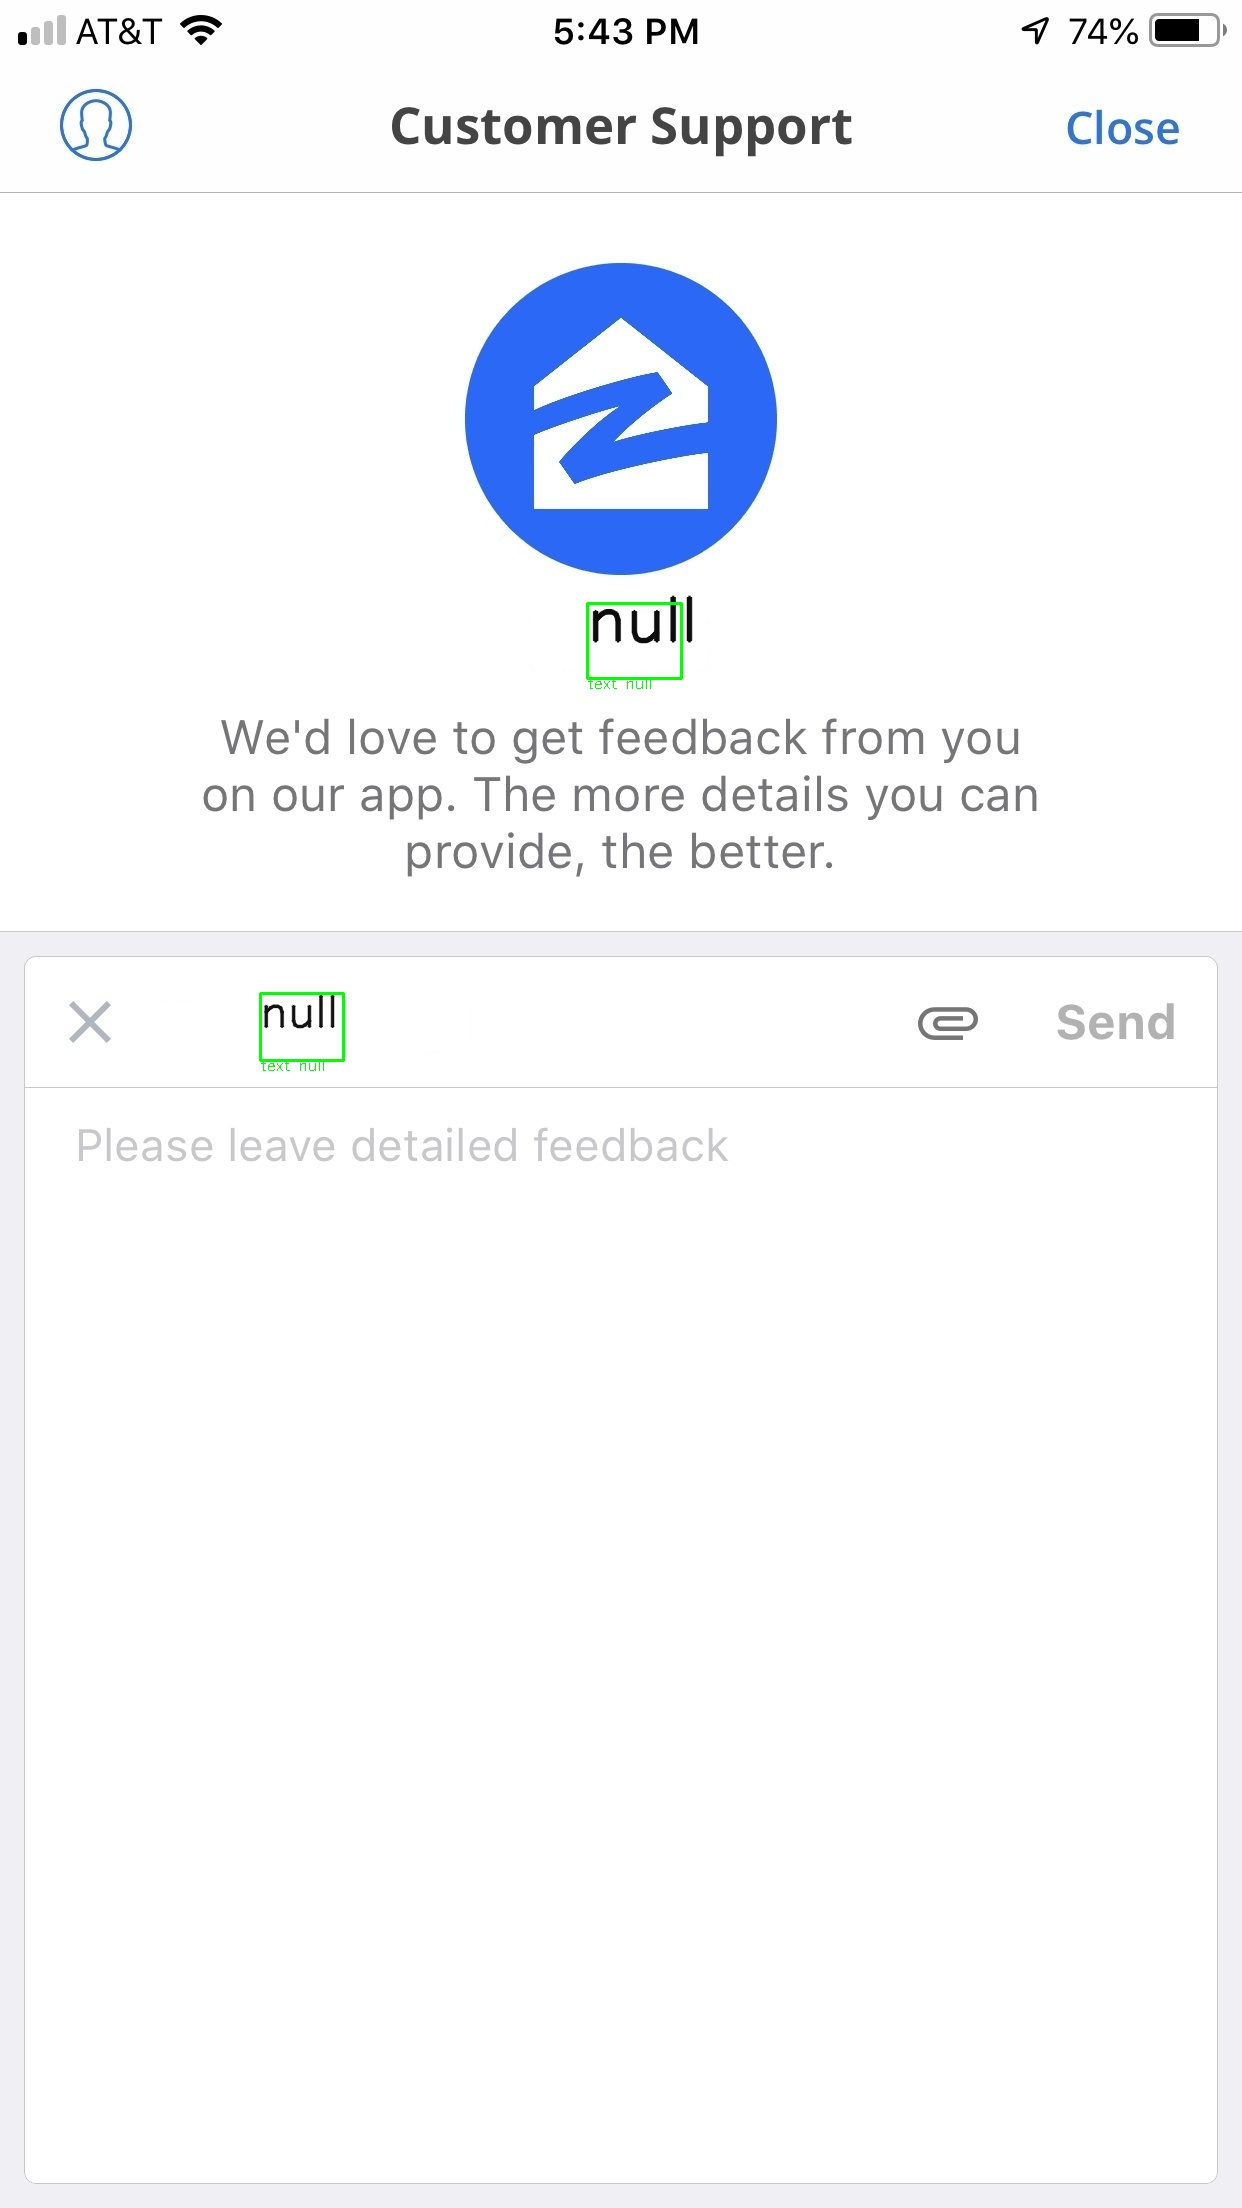 AT&T 5:43 PM 74%
Customer Support Close
null
text null
We'd love to get feedback from you
on our app. The more details you can
provide, the better.
null Send
text null
Please leave detailed feedback